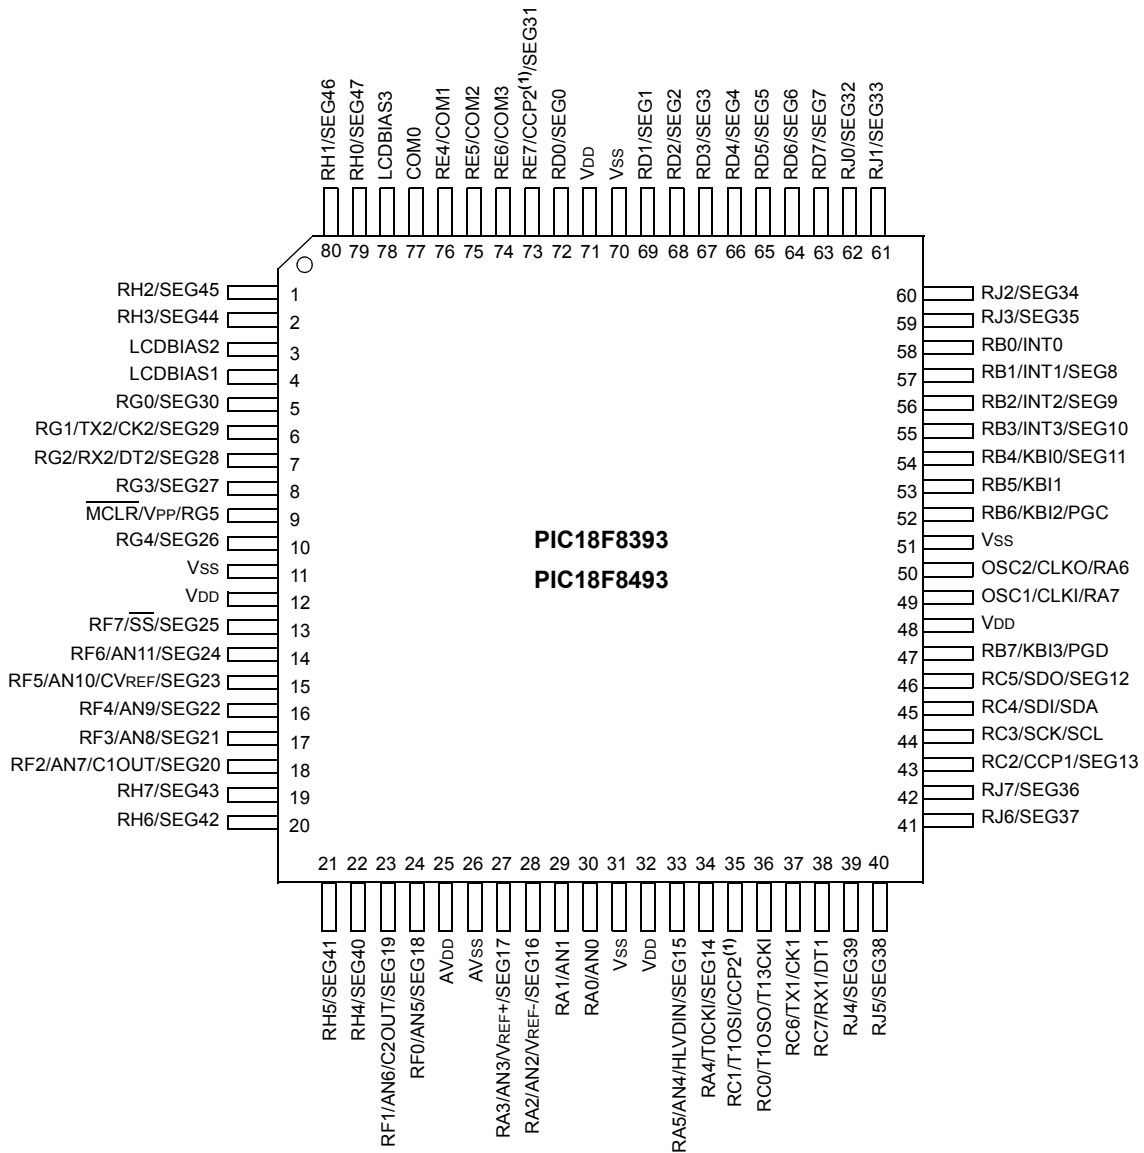 RH1/SEG46
RH0/SEG47
LCDBIAS3
COM0
RE4/COM1
RE5/COM2
RE6/COM3
RE7/CCP2(1)/SEG31
RD0/SEG0
VDD
VSS
RD1/SEG1
RD2/SEG2
RD3/SEG3
RD4/SEG4
RD5/SEG5
RD6/SEG6
RD7/SEG7
RJ0/SEG32
RJ1/SEG33
80 79 78 77 76 75 74 73 72 71 70 69 68 67 66 65 64 63 62 61
RH2/SEG45 1
RH3/SEG44 2
LCDBIAS2 3
LCDBIAS1 4
RG0/SEG30 5
RG1/TX2/CK2/SEG29 6
RG2/RX2/DT2/SEG28 7
RG3/SEG27 8
MCLR/VPP/RG5 9
RG4/SEG26 10
VSS 11
VDD 12
RF7/SS/SEG25 13
RF6/AN11/SEG24 14
RF5/AN10/CVREF/SEG23 15
RF4/AN9/SEG22 16
RF3/AN8/SEG21 17
RF2/AN7/C1OUT/SEG20 18
RH7/SEG43 19
RH6/SEG42 20
PIC18F8393
PIC18F8493
60 RJ2/SEG34
59 RJ3/SEG35
58 RB0/INT0
57 RB1/INT1/SEG8
56 RB2/INT2/SEG9
55 RB3/INT3/SEG10
54 RB4/KBI0/SEG11
53 RB5/KBI1
52 RB6/KBI2/PGC
51 VSS
50 OSC2/CLKO/RA6
49 OSC1/CLKI/RA7
48 VDD
47 RB7/KBI3/PGD
46 RC5/SDO/SEG12
45 RC4/SDI/SDA
44 RC3/SCK/SCL
43 RC2/CCP1/SEG13
42 RJ7/SEG36
41 RJ6/SEG37
21 22 23 24 25 26 27 28 29 30 31 32 33 34 35 36 37 38 39 40
RH5/SEG41
RH4/SEG40
RF1/AN6/C2OUT/SEG19
RF0/AN5/SEG18
AVDD
AVSS
RA3/AN3/VREF+/SEG17
RA2/AN2/VREF-/SEG16
RA1/AN1
RA0/AN0
VSS
VDD
RA5/AN4/HLVDIN/SEG15
RA4/T0CKI/SEG14
RC1/T1OSI/CCP2(1)
RC0/T1OSO/T13CKI
RC6/TX1/CK1
RC7/RX1/DT1
RJ4/SEG39
RJ5/SEG38